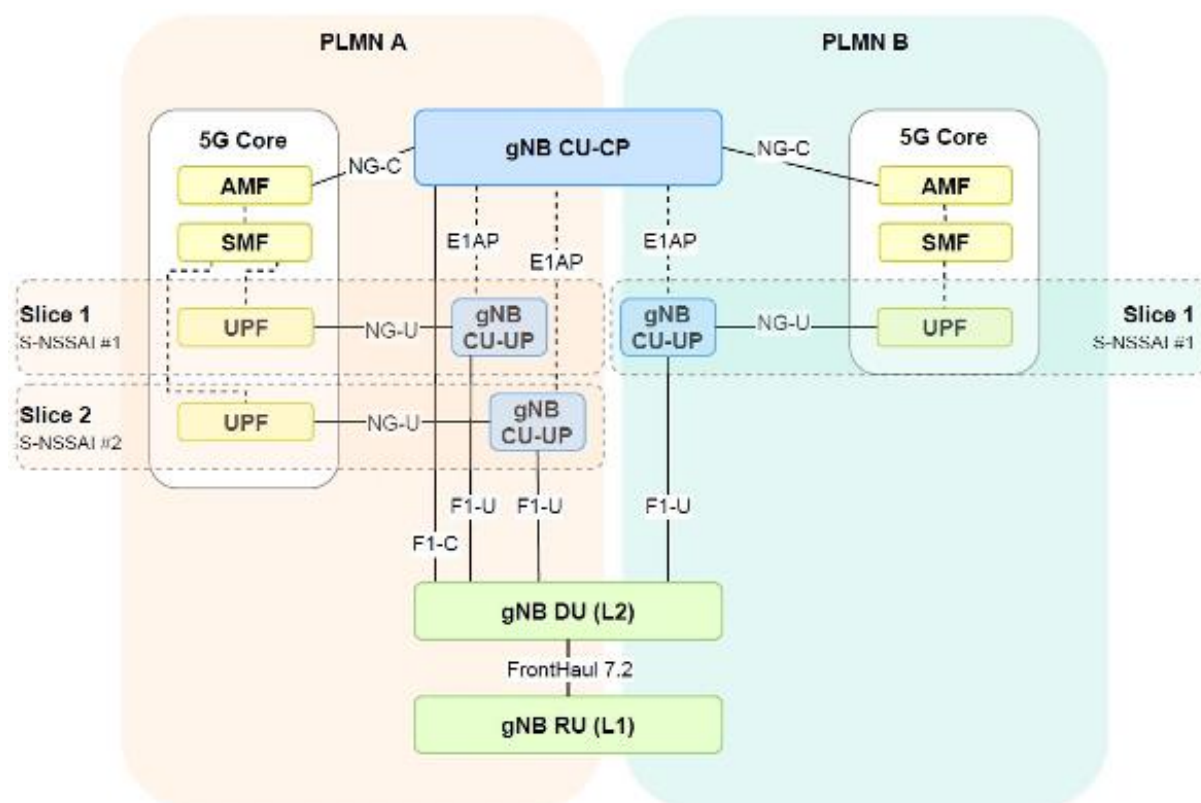 PLMN A
PLMN B
5G Core
gNB CU-CP
5G Core
NG-C
NG-C
AMF
AMF
SMF
SMF
E1AP
E1AP
E1AP
Slice 1
S-NSSAI #1
UPF
NG-U
gNB
CU-UP
gNB
CU-UP
NG-U
UPF
Slice 1
S-NSSAI #1
Slice 2
S-NSSAI #2
UPF
NG-U
gNB
CU-UP
F1-U
F1-U
F1-U
F1-C
gNB DU (L2)
FrontHaul 7.2
gNB RU (L1)